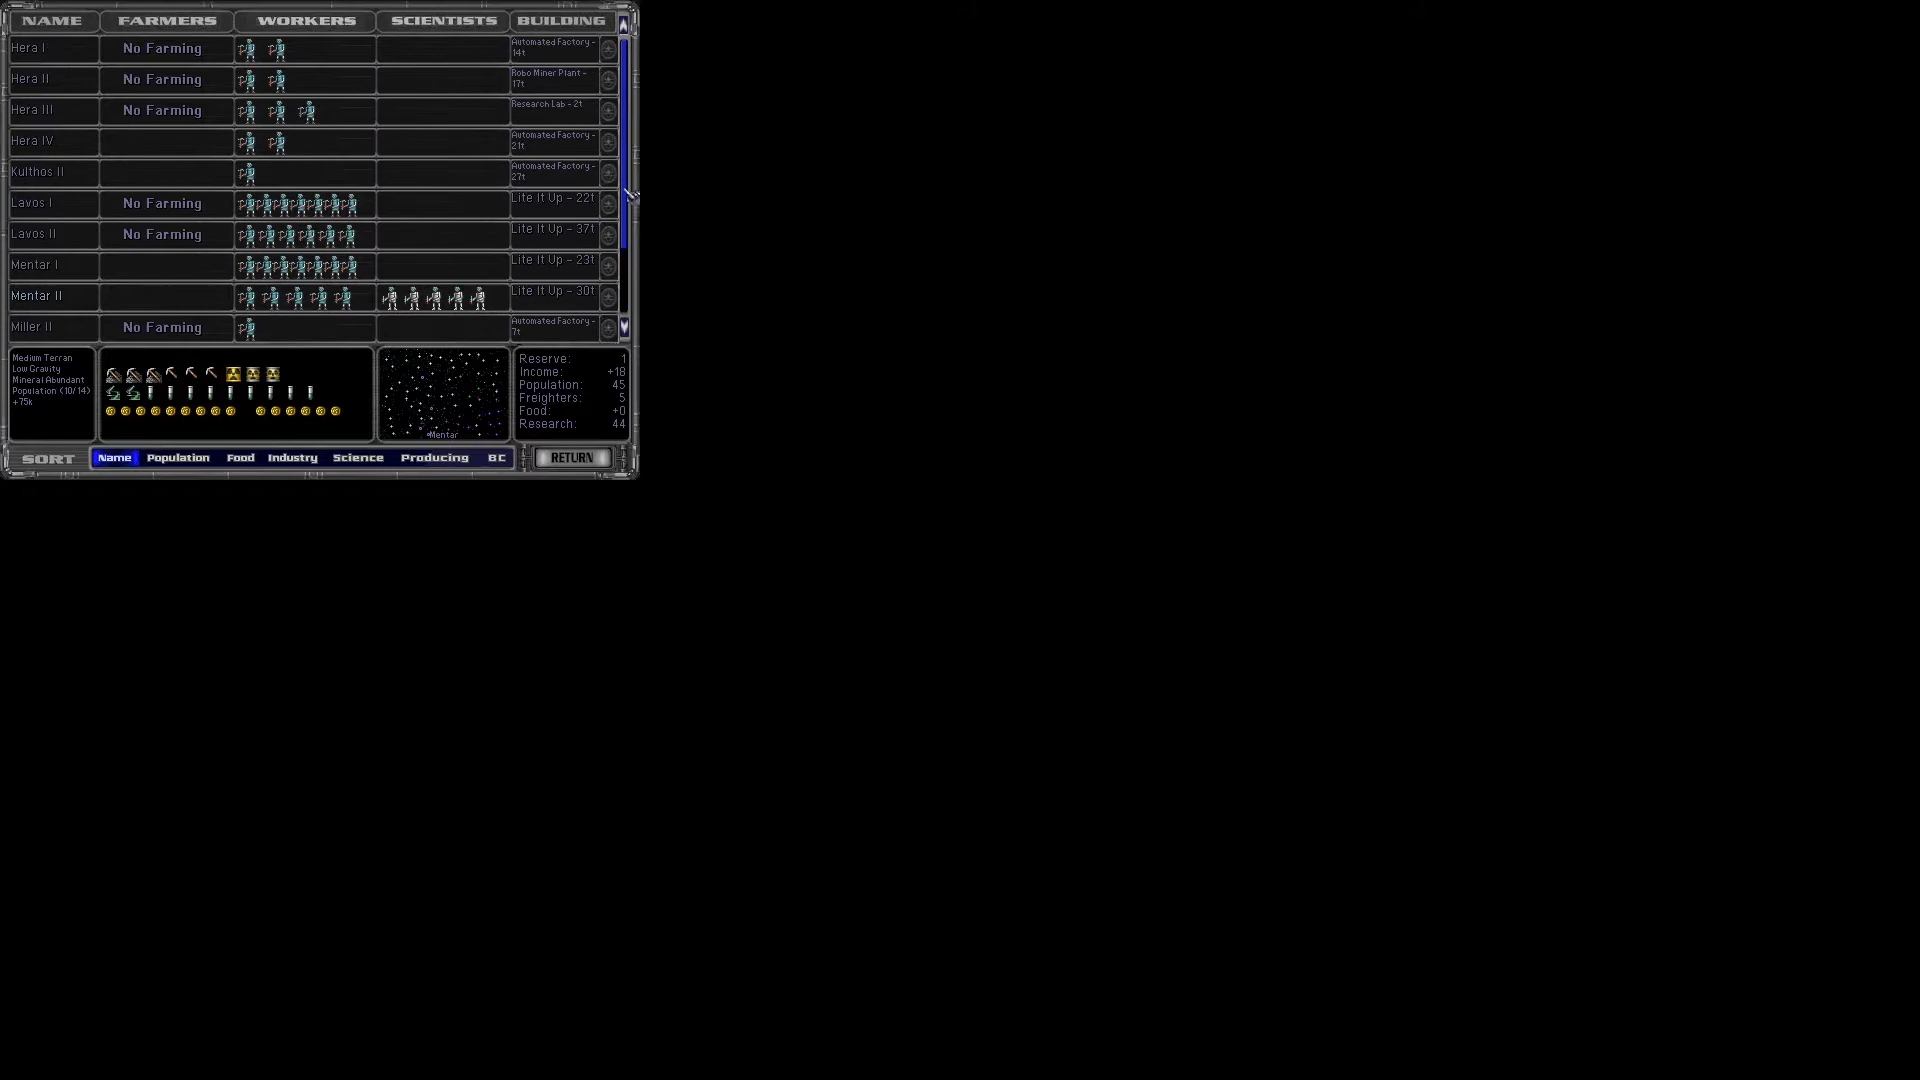 NAME FARMERS WORKERS SCIENTISTS BUILDING
Hera I No Farming Automated Factory - 14t
Hera II No Farming Robo Miner Plant - 17t
Hera III No Farming Research Lab - 2t
Hera IV Automated Factory - 21t
Kulthos II Automated Factory - 27t
Lavos I No Farming Lite It Up - 22t
Lavos II No Farming Lite It Up - 37t
Mentar I Lite It Up - 23t
Mentar II Lite It Up - 30t
Miller II No Farming Automated Factory - 7t
Medium Terran
Low Gravity
Mineral Abundant
Population (10/14)
+75k
Mentar
Reserve: 1
Income: +18
Population: 45
Freighters: 5
Food: +0
Research: 44
SORT Name Population Food Industry Science Producing BC RETURN